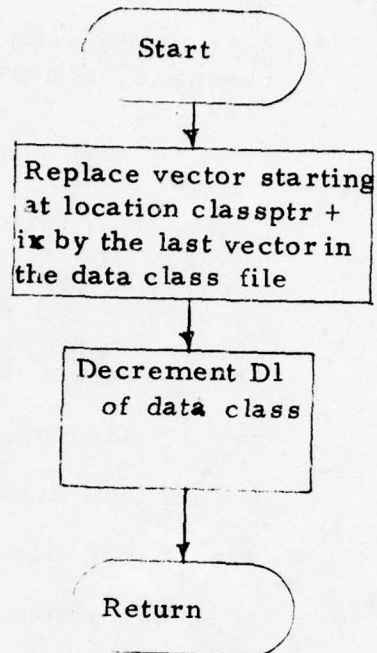 Start
Replace vector starting
at location classptr +
ix by the last vector in
the data class file
Decrement D1
of data class
Return